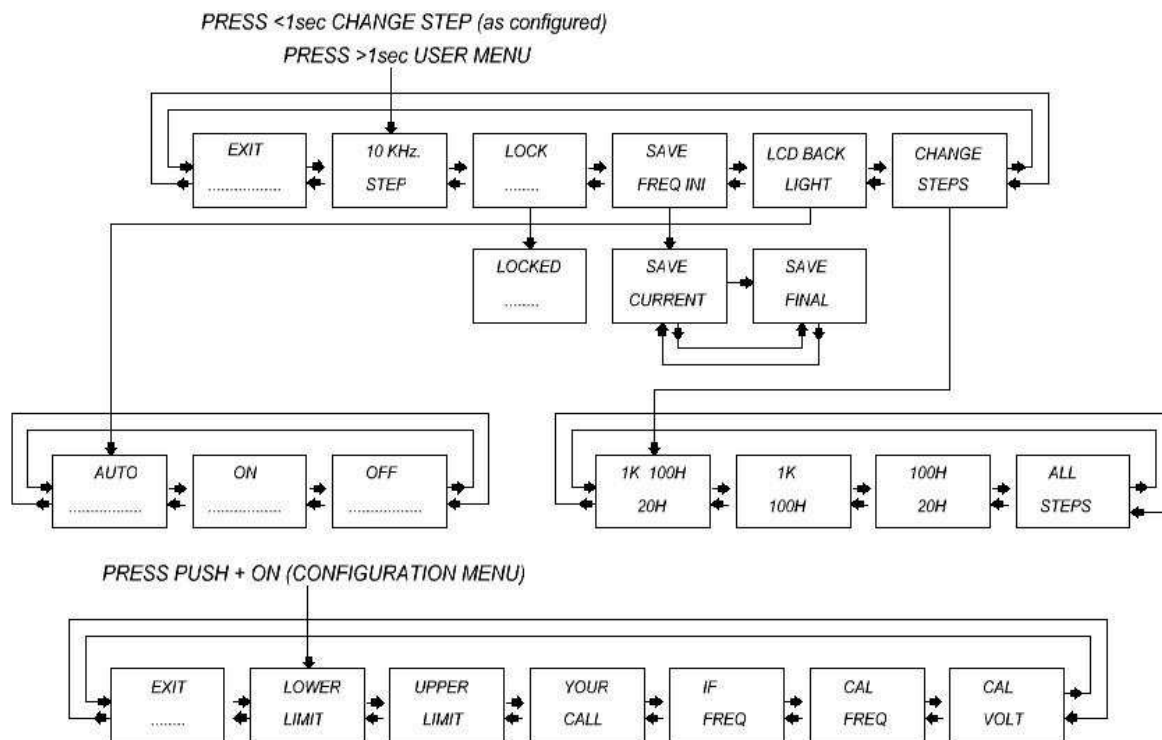 PRESS <1sec CHANGE STEP (as configured)
PRESS >1sec USER MENU
EXIT
..................
10 KHz.
STEP
LOCK
........
SAVE
FREQ INI
LCD BACK
LIGHT
CHANGE
STEPS
LOCKED
........
SAVE
CURRENT
SAVE
FINAL
AUTO
..................
ON
..................
OFF
..................
1K 100H
20H
1K
100H
100H
20H
ALL
STEPS
PRESS PUSH + ON (CONFIGURATION MENU)
EXIT
........
LOWER
LIMIT
UPPER
LIMIT
YOUR
CALL
IF
FREQ
CAL
FREQ
CAL
VOLT